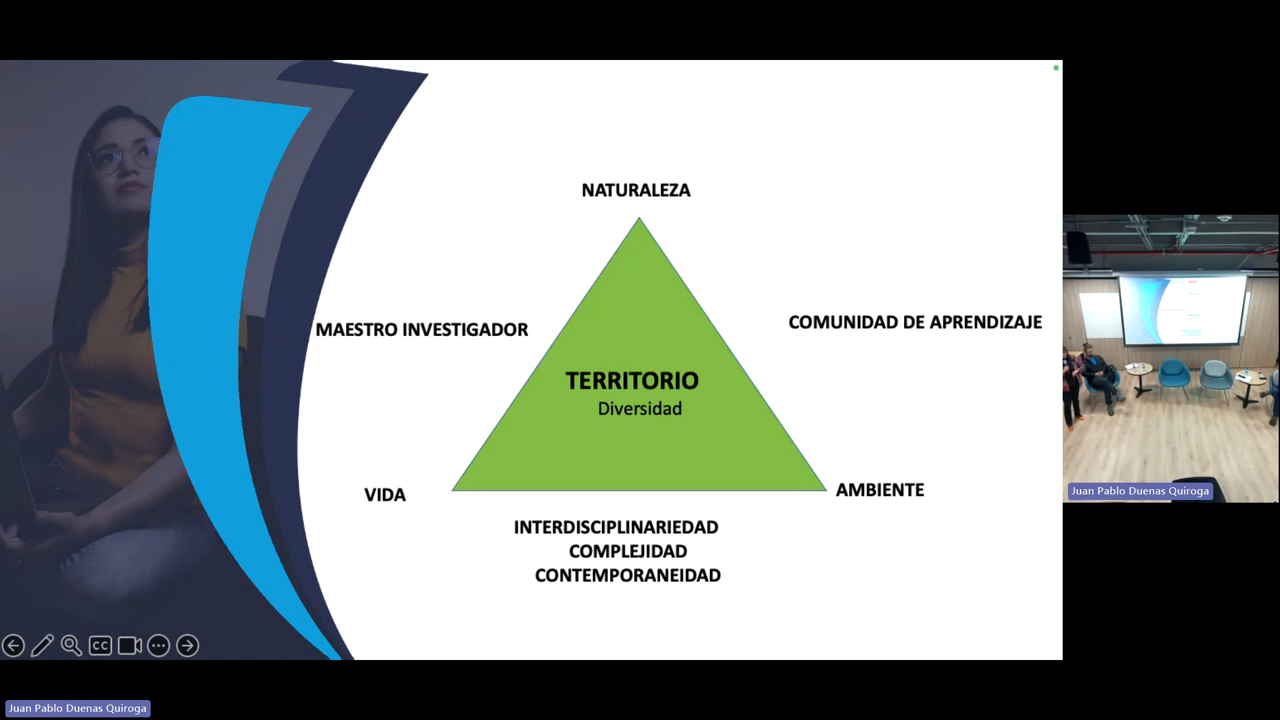 NATURALEZA
MAESTRO INVESTIGADOR
COMUNIDAD DE APRENDIZAJE
TERRITORIO
Diversidad
VIDA
AMBIENTE
INTERDISCIPLINARIEDAD
COMPLEJIDAD
CONTEMPORANEIDAD
CC
Juan Pablo Duenas Quiroga
Juan Pablo Duenas Quiroga